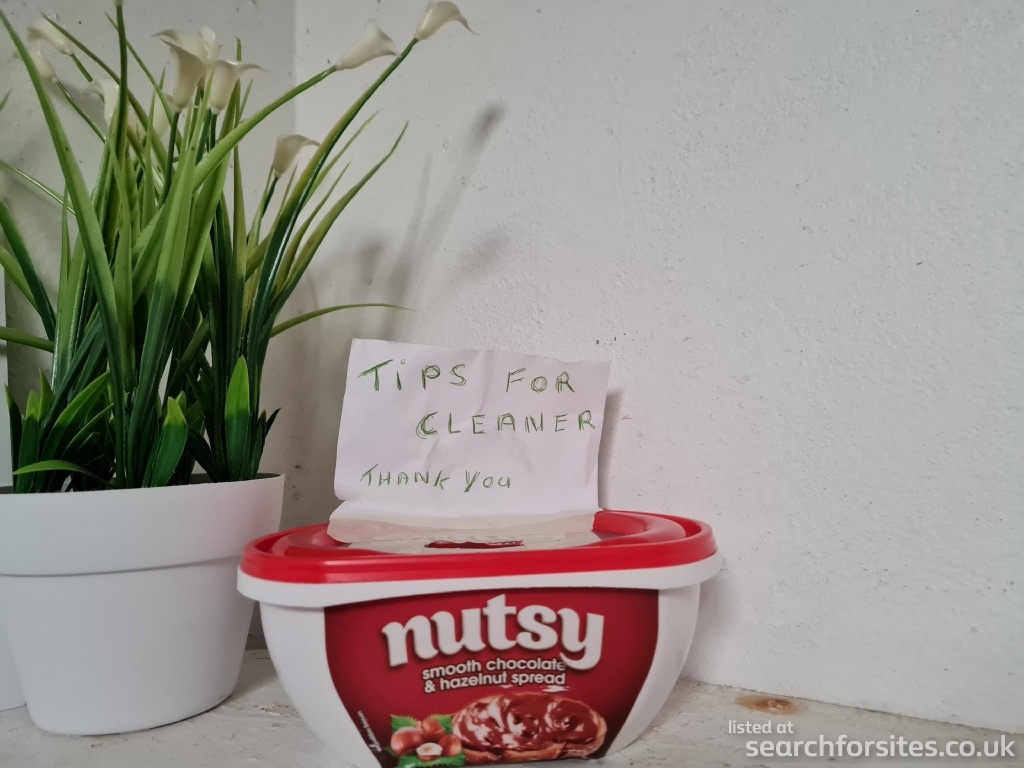 TiPS FOR
CLEANER
THANK YOU
nutsy
smooth chocolate
& hazelnut spread
listed at
searchforsites.co.uk